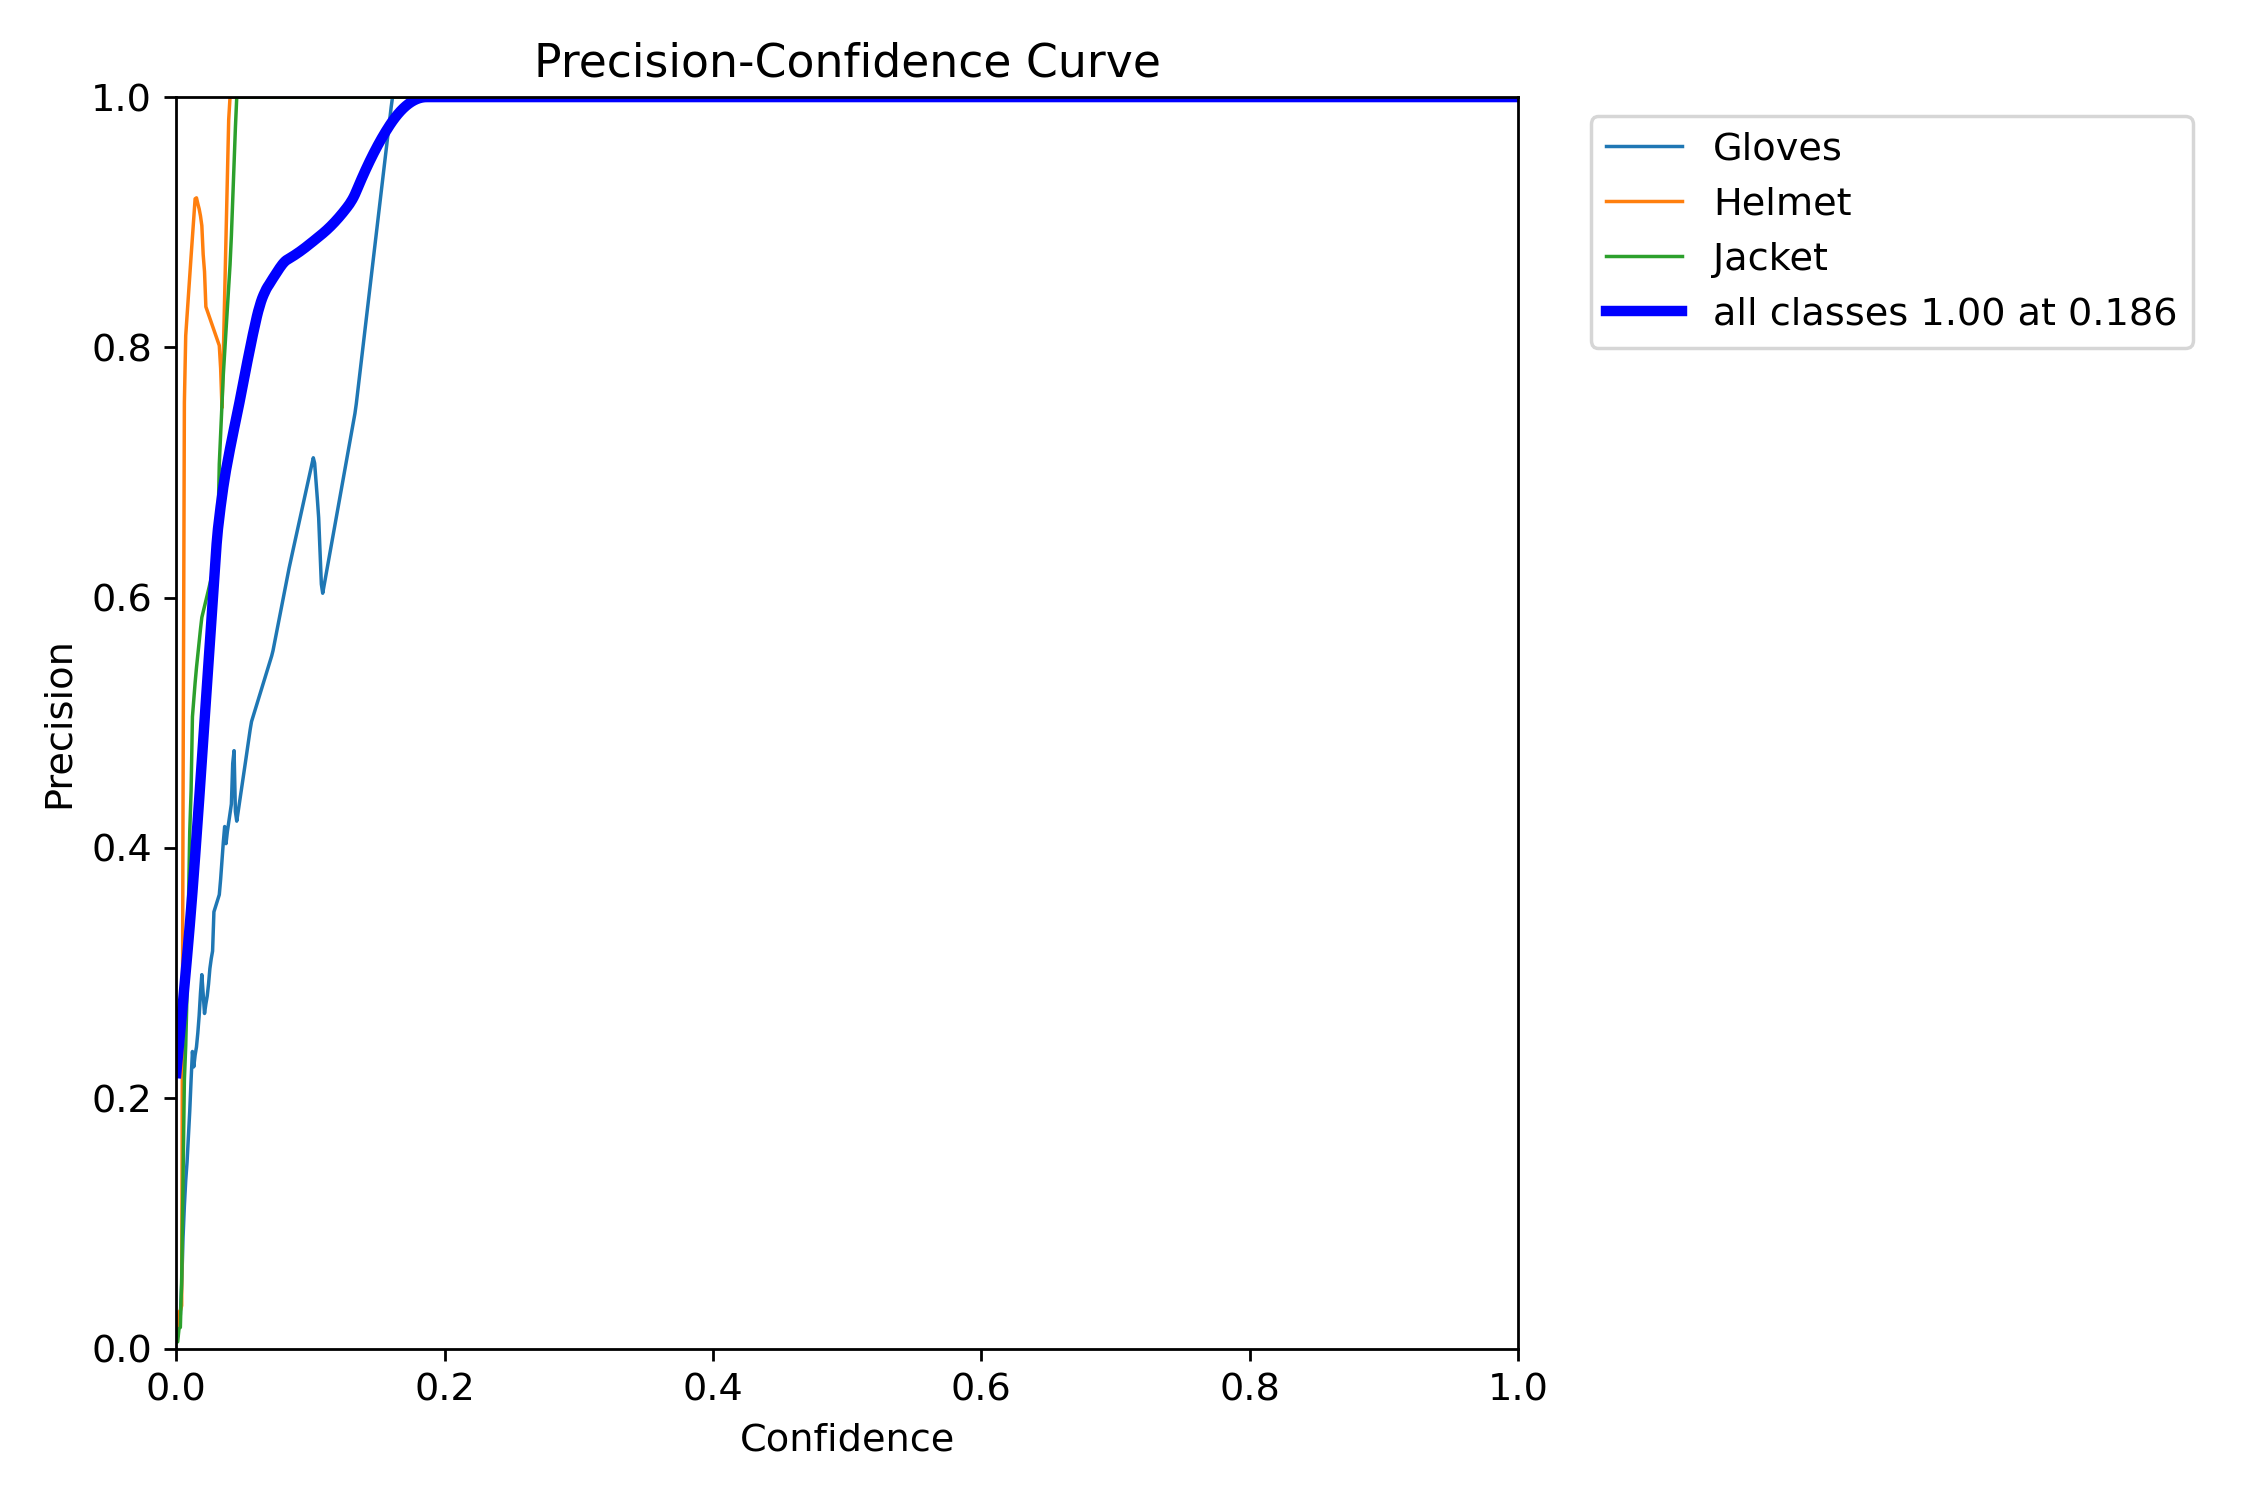 Precision-Confidence Curve
1.0
0.8
0.6
0.4
0.2
0.0
Precision
0.0 0.2 0.4 0.6 0.8 1.0
Confidence
Gloves
Helmet
Jacket
all classes 1.00 at 0.186